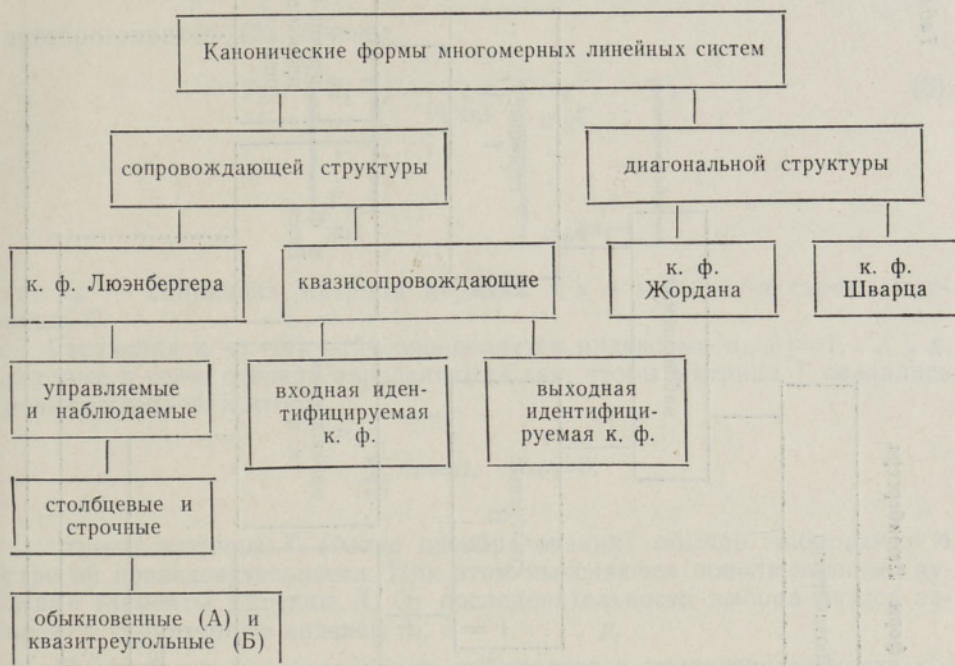 Канонические формы многомерных линейных систем
сопровождающей структуры
диагональной структуры
к. ф. Люэнбергера
квазисопровождающие
к. ф.
Жордана
к. ф.
Шварца
управляемые
и наблюдаемые
входная иден-
тифицируемая
к. ф.
выходная
идентифици-
руемая к. ф.
столбцевые и
строчные
обыкновенные (А) и
квазитреугольные (Б)